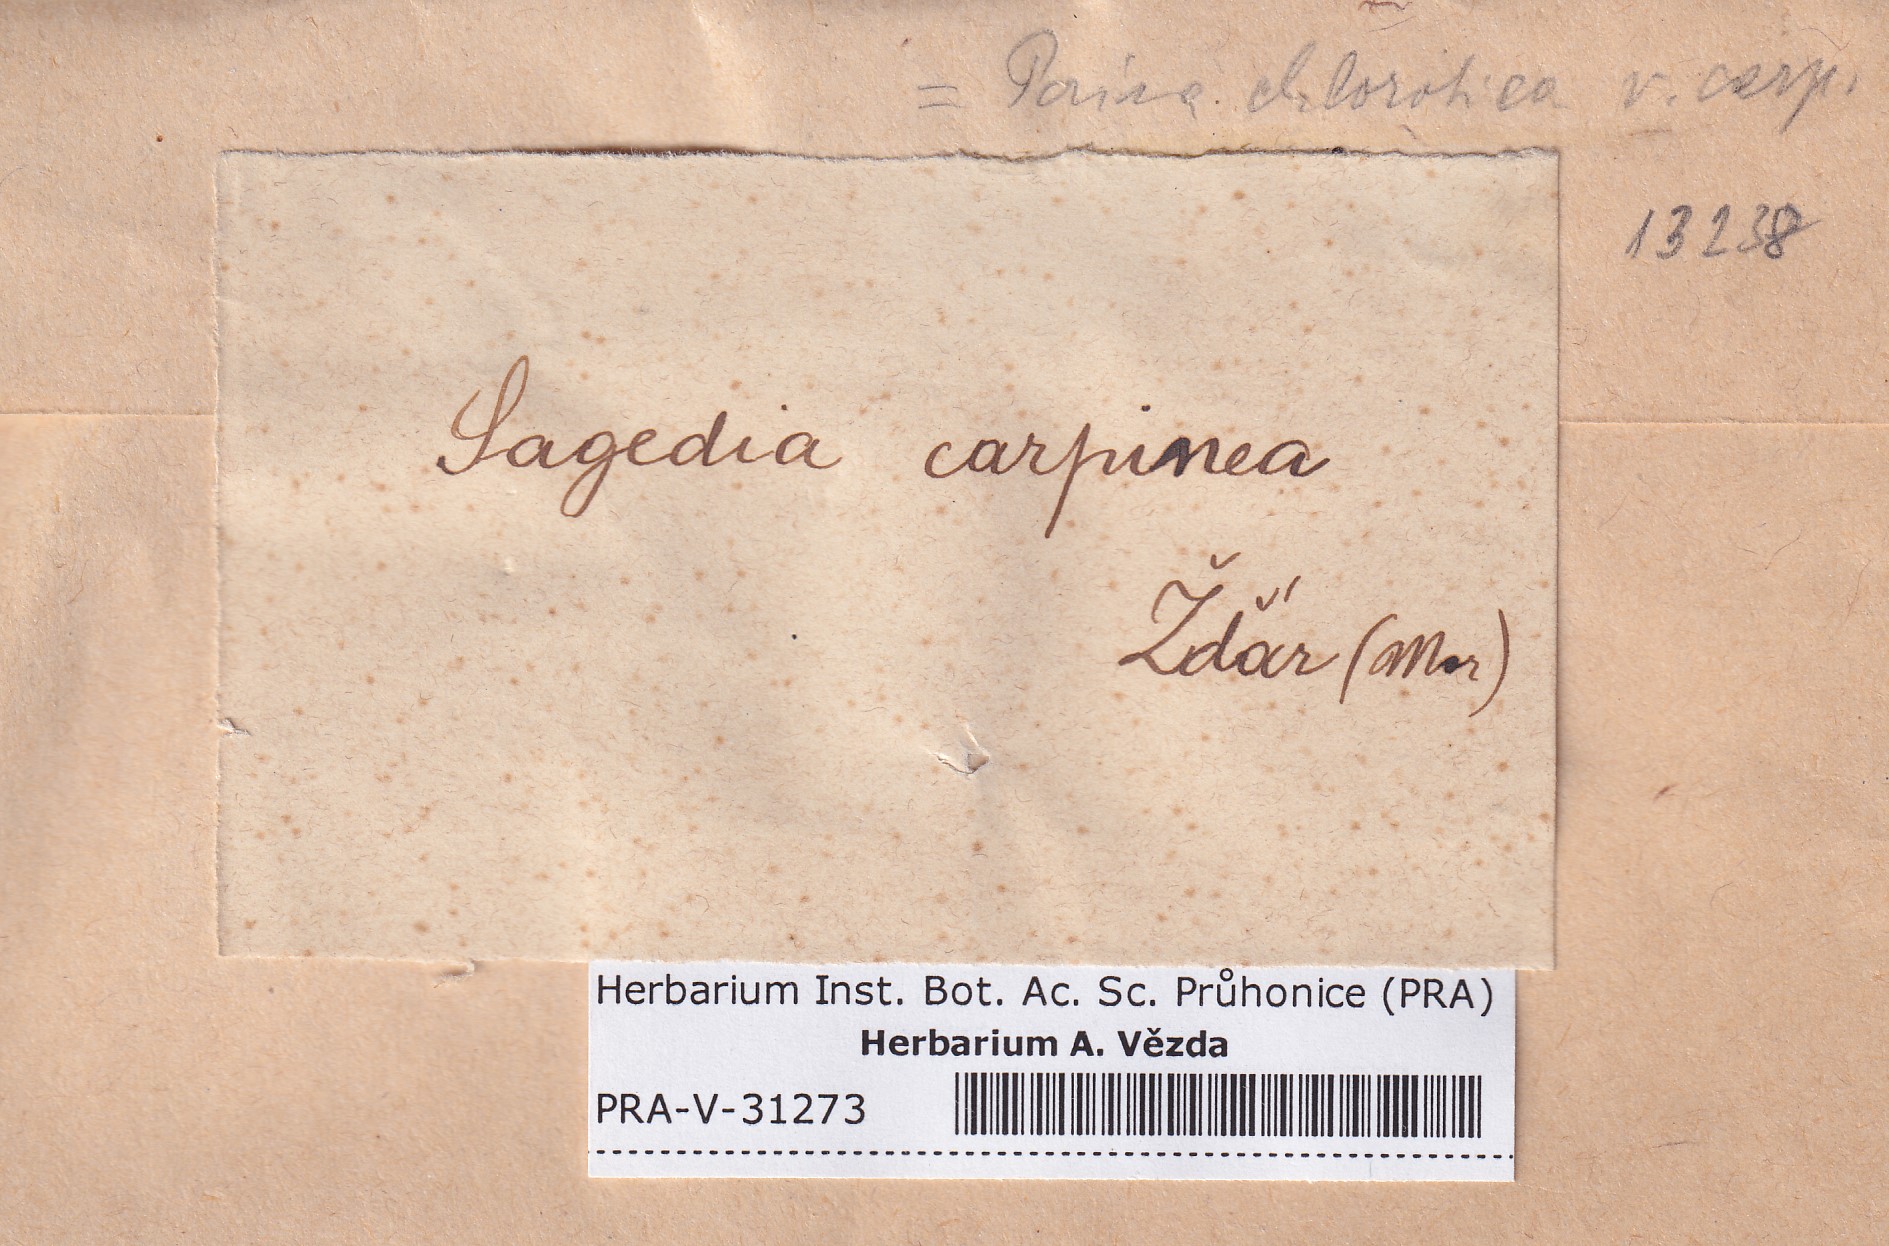 = Porina chlorotica v. carp.
13238
Sagedia carpinea
Žďár (Mor)
Herbarium Inst. Bot. Ac. Sc. Průhonice (PRA)
Herbarium A. Vězda
PRA-V-31273